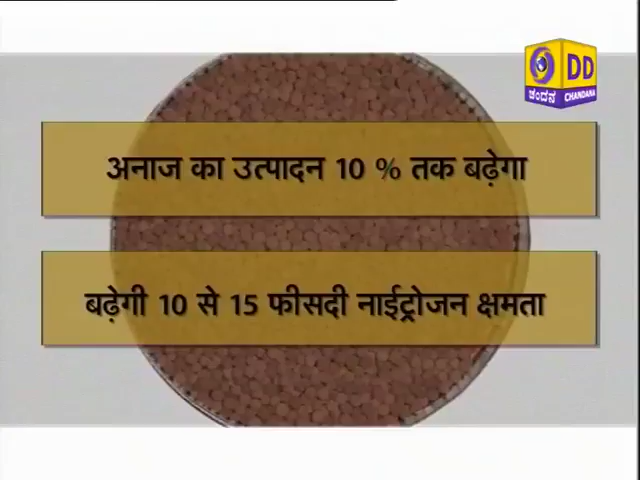 DD
ಚಂದನ
CHANDANA
अनाज का उत्पादन 10 % तक बढ़ेगा
बढ़ेगी 10 से 15 फीसदी नाईट्रोजन क्षमता